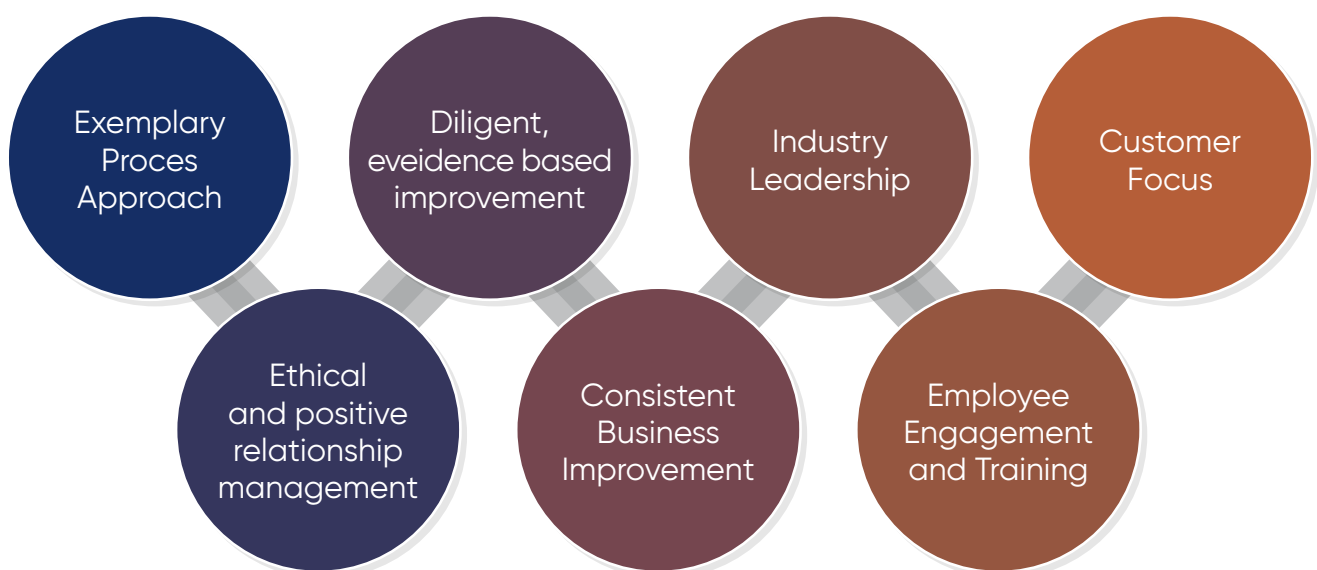 Exemplary
Proces
Approach
Diligent,
eveidence based
improvement
Industry
Leadership
Customer
Focus
Ethical
and positive
relationship
management
Consistent
Business
Improvement
Employee
Engagement
and Training